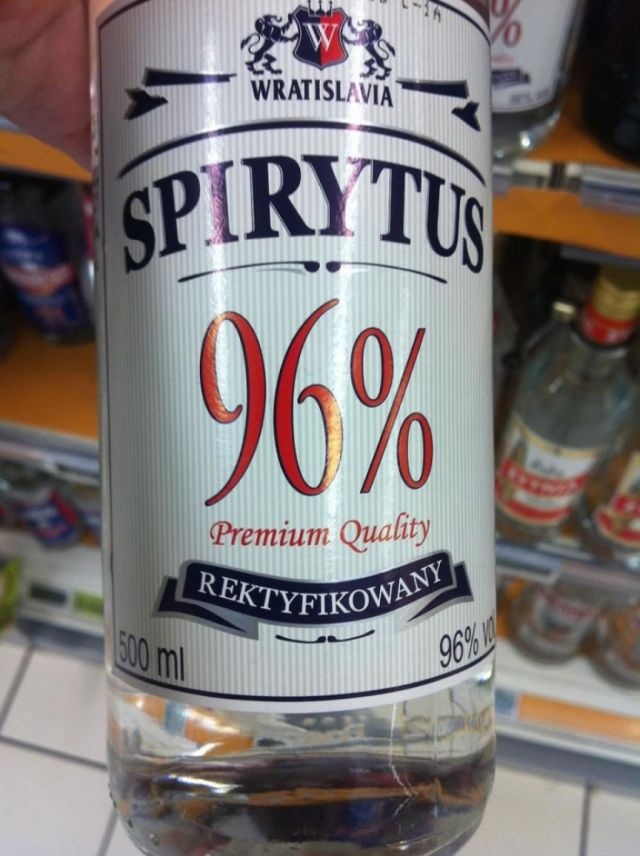 W
WRATISLAVIA
SPIRYTUS
96%
Premium Quality
REKTYFIKOWANY
500 ml
96%